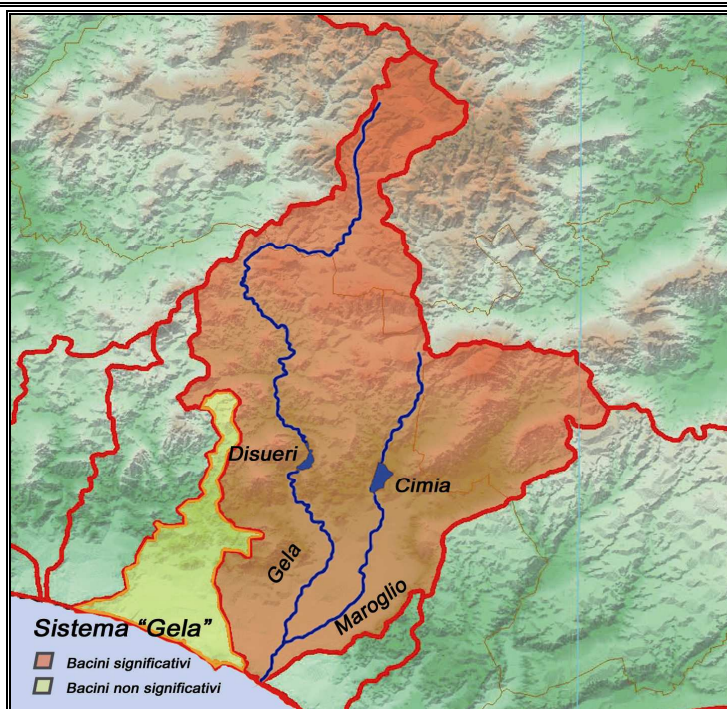 Disueri
Cimia
Gela
Maroglio
Sistema “Gela”
Bacini significativi
Bacini non significativi